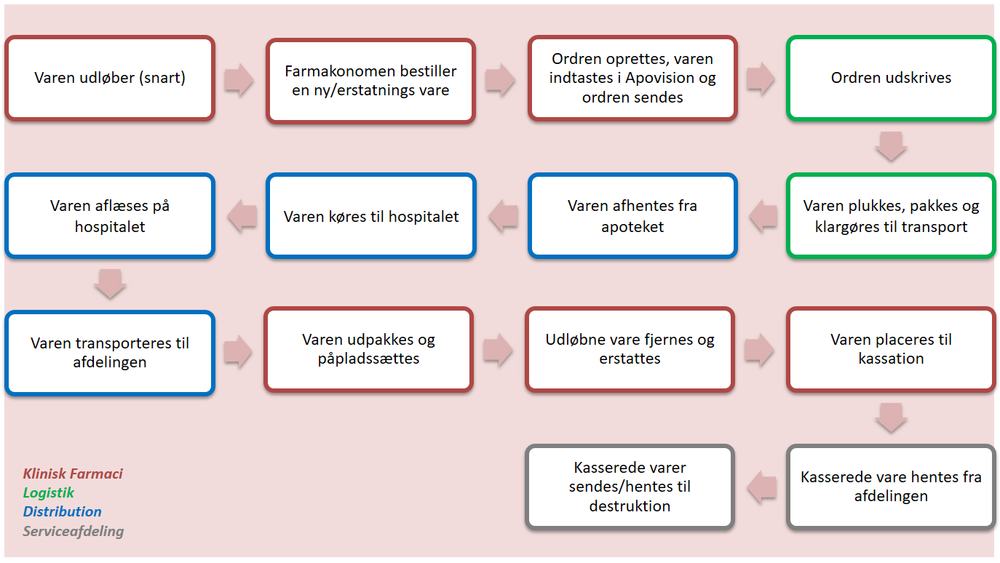 Varen udløber (snart)
Farmakonomen bestiller
en ny/erstatnings vare
Ordren oprettes, varen
indtastes i Apovision og
ordren sendes
Ordren udskrives
Varen plukkes, pakkes og
klargøres til transport
Varen afhentes fra
apoteket
Varen køres til hospitalet
Varen aflæses på
hospitalet
Varen transporteres til
afdelingen
Varen udpakkes og
påpladssættes
Udløbne vare fjernes og
erstattes
Varen placeres til
kassation
Kasserede vare hentes fra
afdelingen
Kasserede varer
sendes/hentes til
destruktion
Klinisk Farmaci
Logistik
Distribution
Serviceafdeling